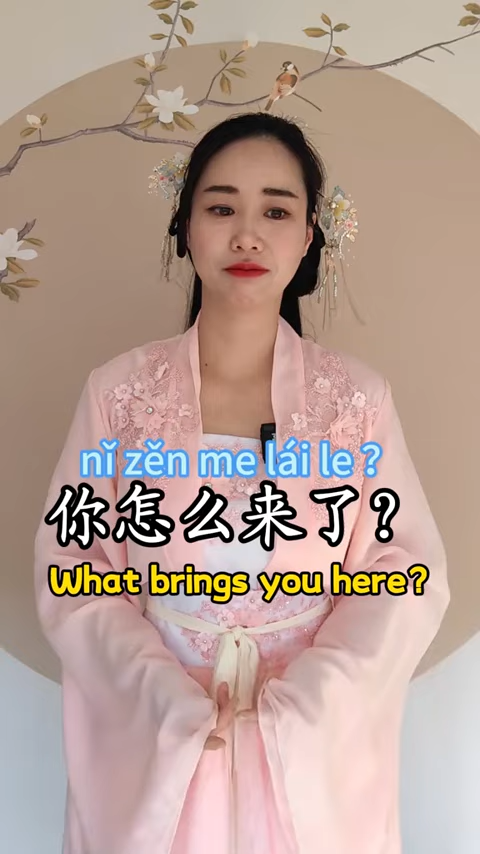 nǐ zěn me lái le？
你怎么来了？
What brings you here?